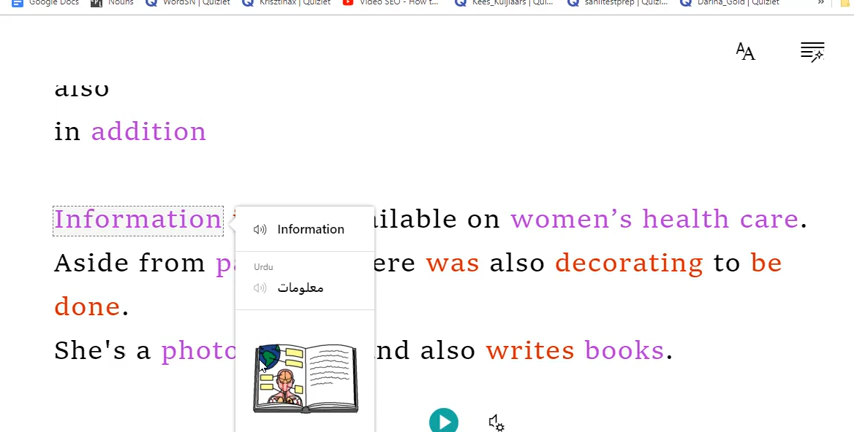 Google Docs Nouns WordSN | Quizlet Krisztinax | Quizlet Video SEO - How t... Kees_Kuijlaars | Qui... sanlitestprep | Quizl... Darina_Gold | Quizlet »
also
in addition
Information ailable on women's health care.
Information
Aside from ere was also decorating to be
Urdu
معلومات
done.
She's a photo nd also writes books.